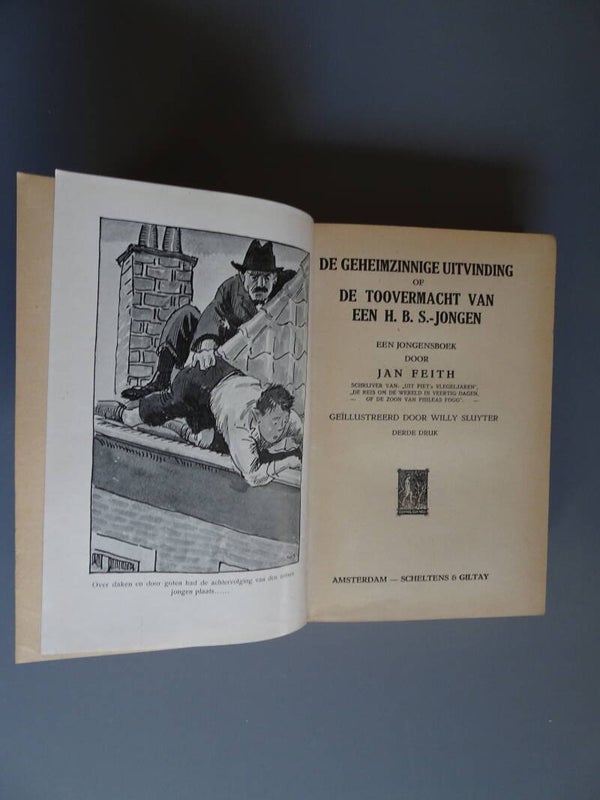 Over daken en door goten had de achtervolging van den armen
jongen plaats......
DE GEHEIMZINNIGE UITVINDING
OF
DE TOOVERMACHT VAN
EEN H. B. S.-JONGEN
EEN JONGENSBOEK
DOOR
JAN FEITH
SCHRIJVER VAN: „UIT PIET's VLEGELJAREN",
„DE REIS OM DE WERELD IN VEERTIG DAGEN,
— OF DE ZOON VAN PHILEAS FOGG". —
GEÏLLUSTREERD DOOR WILLY SLUYTER
DERDE DRUK
AMSTERDAM — SCHELTENS & GILTAY